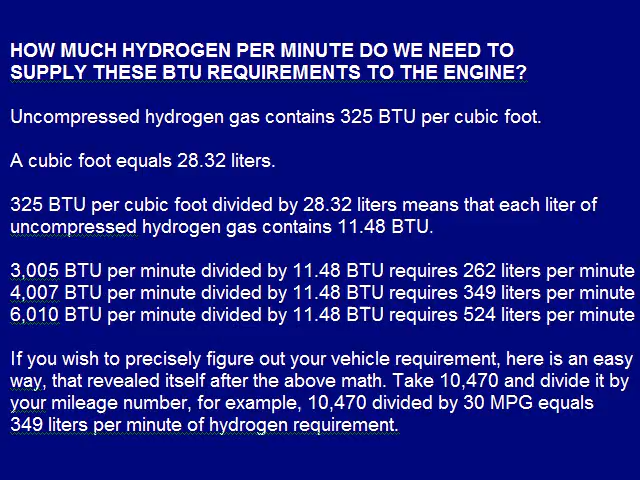 HOW MUCH HYDROGEN PER MINUTE DO WE NEED TO
SUPPLY THESE BTU REQUIREMENTS TO THE ENGINE?
Uncompressed hydrogen gas contains 325 BTU per cubic foot.
A cubic foot equals 28.32 liters.
325 BTU per cubic foot divided by 28.32 liters means that each liter of
uncompressed hydrogen gas contains 11.48 BTU.
3,005 BTU per minute divided by 11.48 BTU requires 262 liters per minute
4,007 BTU per minute divided by 11.48 BTU requires 349 liters per minute
6,010 BTU per minute divided by 11.48 BTU requires 524 liters per minute
If you wish to precisely figure out your vehicle requirement, here is an easy
way, that revealed itself after the above math. Take 10,470 and divide it by
your mileage number, for example, 10,470 divided by 30 MPG equals
349 liters per minute of hydrogen requirement.